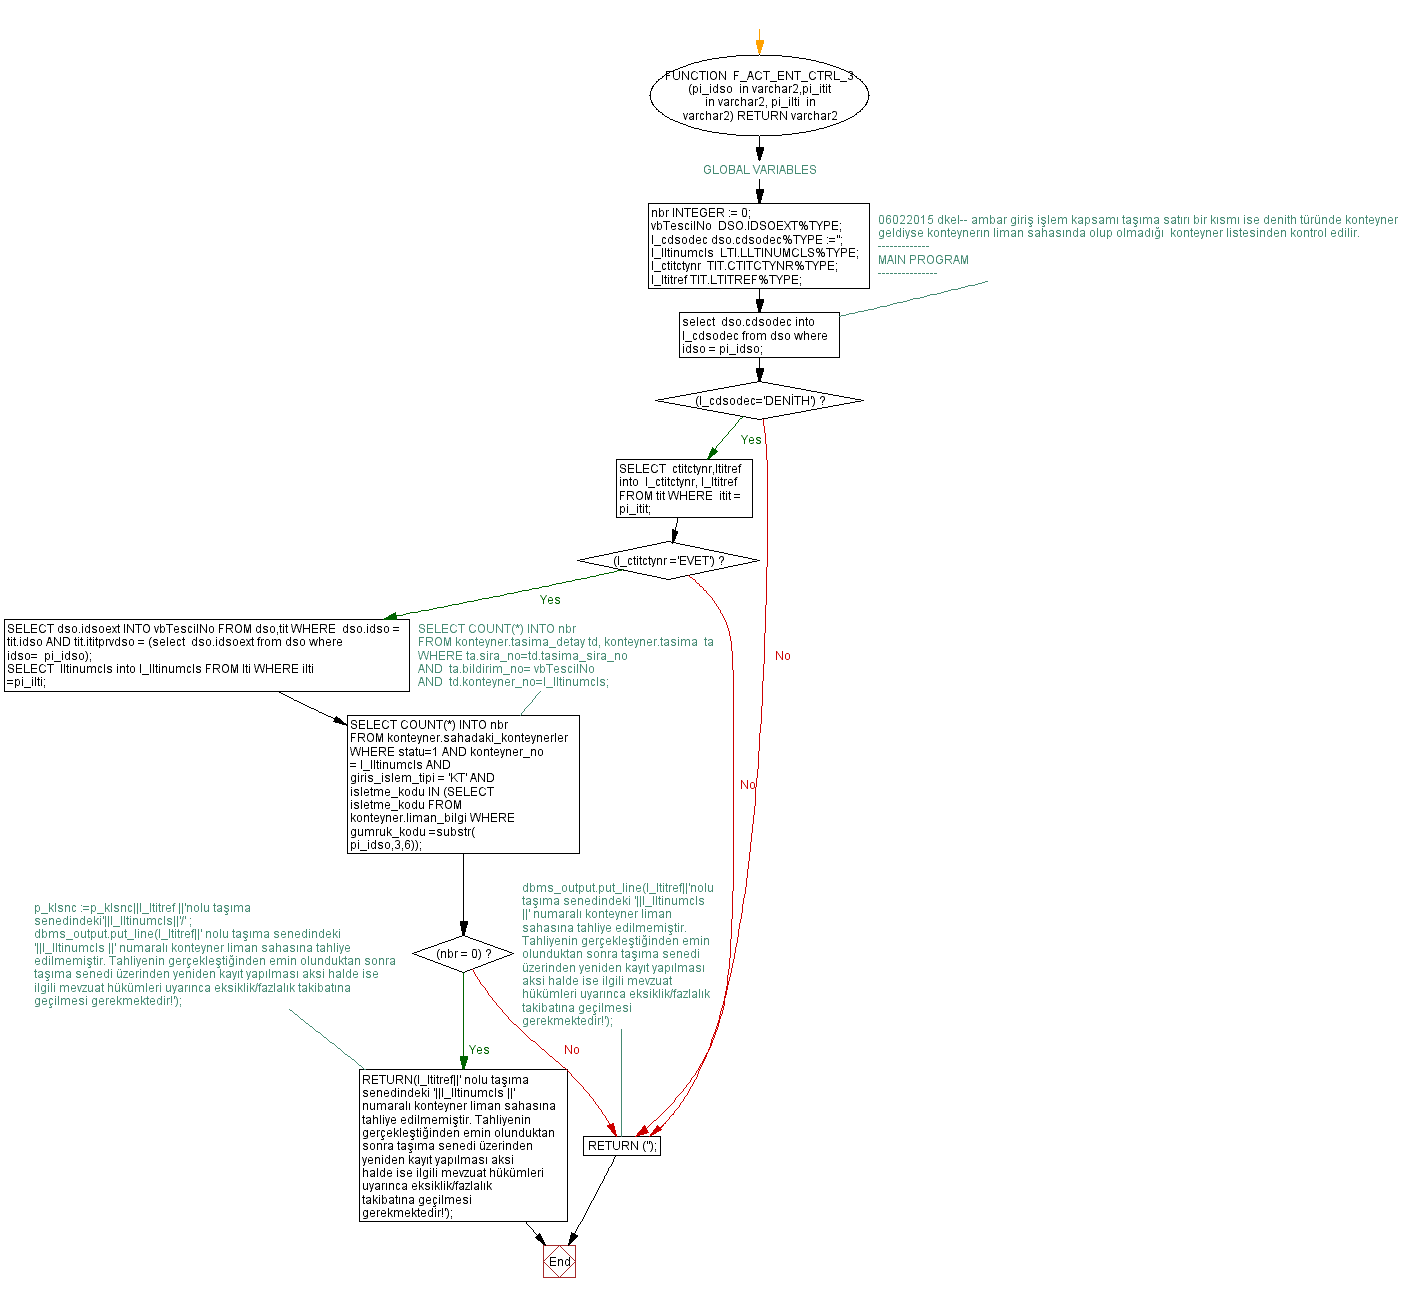 FUNCTION  F_ACT_ENT_CTRL_3
(pi_idso  in varchar2,pi_itit
in varchar2, pi_ilti  in
varchar2) RETURN varchar2
GLOBAL VARIABLES
nbr INTEGER := 0;
vbTescilNo  DSO.IDSOEXT%TYPE;
l_cdsodec dso.cdsodec%TYPE :='';
l_lltinumcls  LTI.LLTINUMCLS%TYPE;
l_ctitctynr  TIT.CTITCTYNR%TYPE;
l_ltitref TIT.LTITREF%TYPE;
06022015 dkel-- ambar giriş işlem kapsamı taşıma satırı bir kısmı ise denith türünde konteyner
geldiyse konteynerın liman sahasında olup olmadığı  konteyner listesinden kontrol edilir.
-------------
MAIN PROGRAM
---------------
select  dso.cdsodec into
l_cdsodec from dso where
idso = pi_idso;
(l_cdsodec='DENİTH') ?
Yes
SELECT  ctitctynr,ltitref
into  l_ctitctynr, l_ltitref
FROM tit WHERE  itit =
pi_itit;
(l_ctitctynr ='EVET') ?
Yes
SELECT dso.idsoext INTO vbTescilNo FROM dso,tit WHERE  dso.idso =
tit.idso AND tit.ititprvdso = (select  dso.idsoext from dso where
idso=  pi_idso);
SELECT  lltinumcls into l_lltinumcls FROM lti WHERE ilti
=pi_ilti;
SELECT COUNT(*) INTO nbr
FROM konteyner.tasima_detay td, konteyner.tasima  ta
WHERE ta.sira_no=td.tasima_sira_no
AND  ta.bildirim_no= vbTescilNo
AND  td.konteyner_no=l_lltinumcls;
No
SELECT COUNT(*) INTO nbr
FROM konteyner.sahadaki_konteynerler
WHERE statu=1 AND konteyner_no
= l_lltinumcls AND
giris_islem_tipi = 'KT' AND
isletme_kodu IN (SELECT
isletme_kodu FROM
konteyner.liman_bilgi WHERE
gumruk_kodu =substr(
pi_idso,3,6));
No
p_klsnc :=p_klsnc||l_ltitref ||'nolu taşıma
senedindeki'||l_lltinumcls||'/' ;
dbms_output.put_line(l_ltitref||' nolu taşıma senedindeki
'||l_lltinumcls ||' numaralı konteyner liman sahasına tahliye
edilmemiştir. Tahliyenin gerçekleştiğinden emin olunduktan sonra
taşıma senedi üzerinden yeniden kayıt yapılması aksi halde ise
ilgili mevzuat hükümleri uyarınca eksiklik/fazlalık takibatına
geçilmesi gerekmektedir!');
(nbr = 0) ?
dbms_output.put_line(l_ltitref||'nolu
taşıma senedindeki '||l_lltinumcls
||' numaralı konteyner liman
sahasına tahliye edilmemiştir.
Tahliyenin gerçekleştiğinden emin
olunduktan sonra taşıma senedi
üzerinden yeniden kayıt yapılması
aksi halde ise ilgili mevzuat
hükümleri uyarınca eksiklik/fazlalık
takibatına geçilmesi
gerekmektedir!');
Yes
No
RETURN(l_ltitref||' nolu taşıma
senedindeki '||l_lltinumcls ||'
numaralı konteyner liman sahasına
tahliye edilmemiştir. Tahliyenin
gerçekleştiğinden emin olunduktan
sonra taşıma senedi üzerinden
yeniden kayıt yapılması aksi
halde ise ilgili mevzuat hükümleri
uyarınca eksiklik/fazlalık
takibatına geçilmesi
gerekmektedir!');
RETURN ('');
End